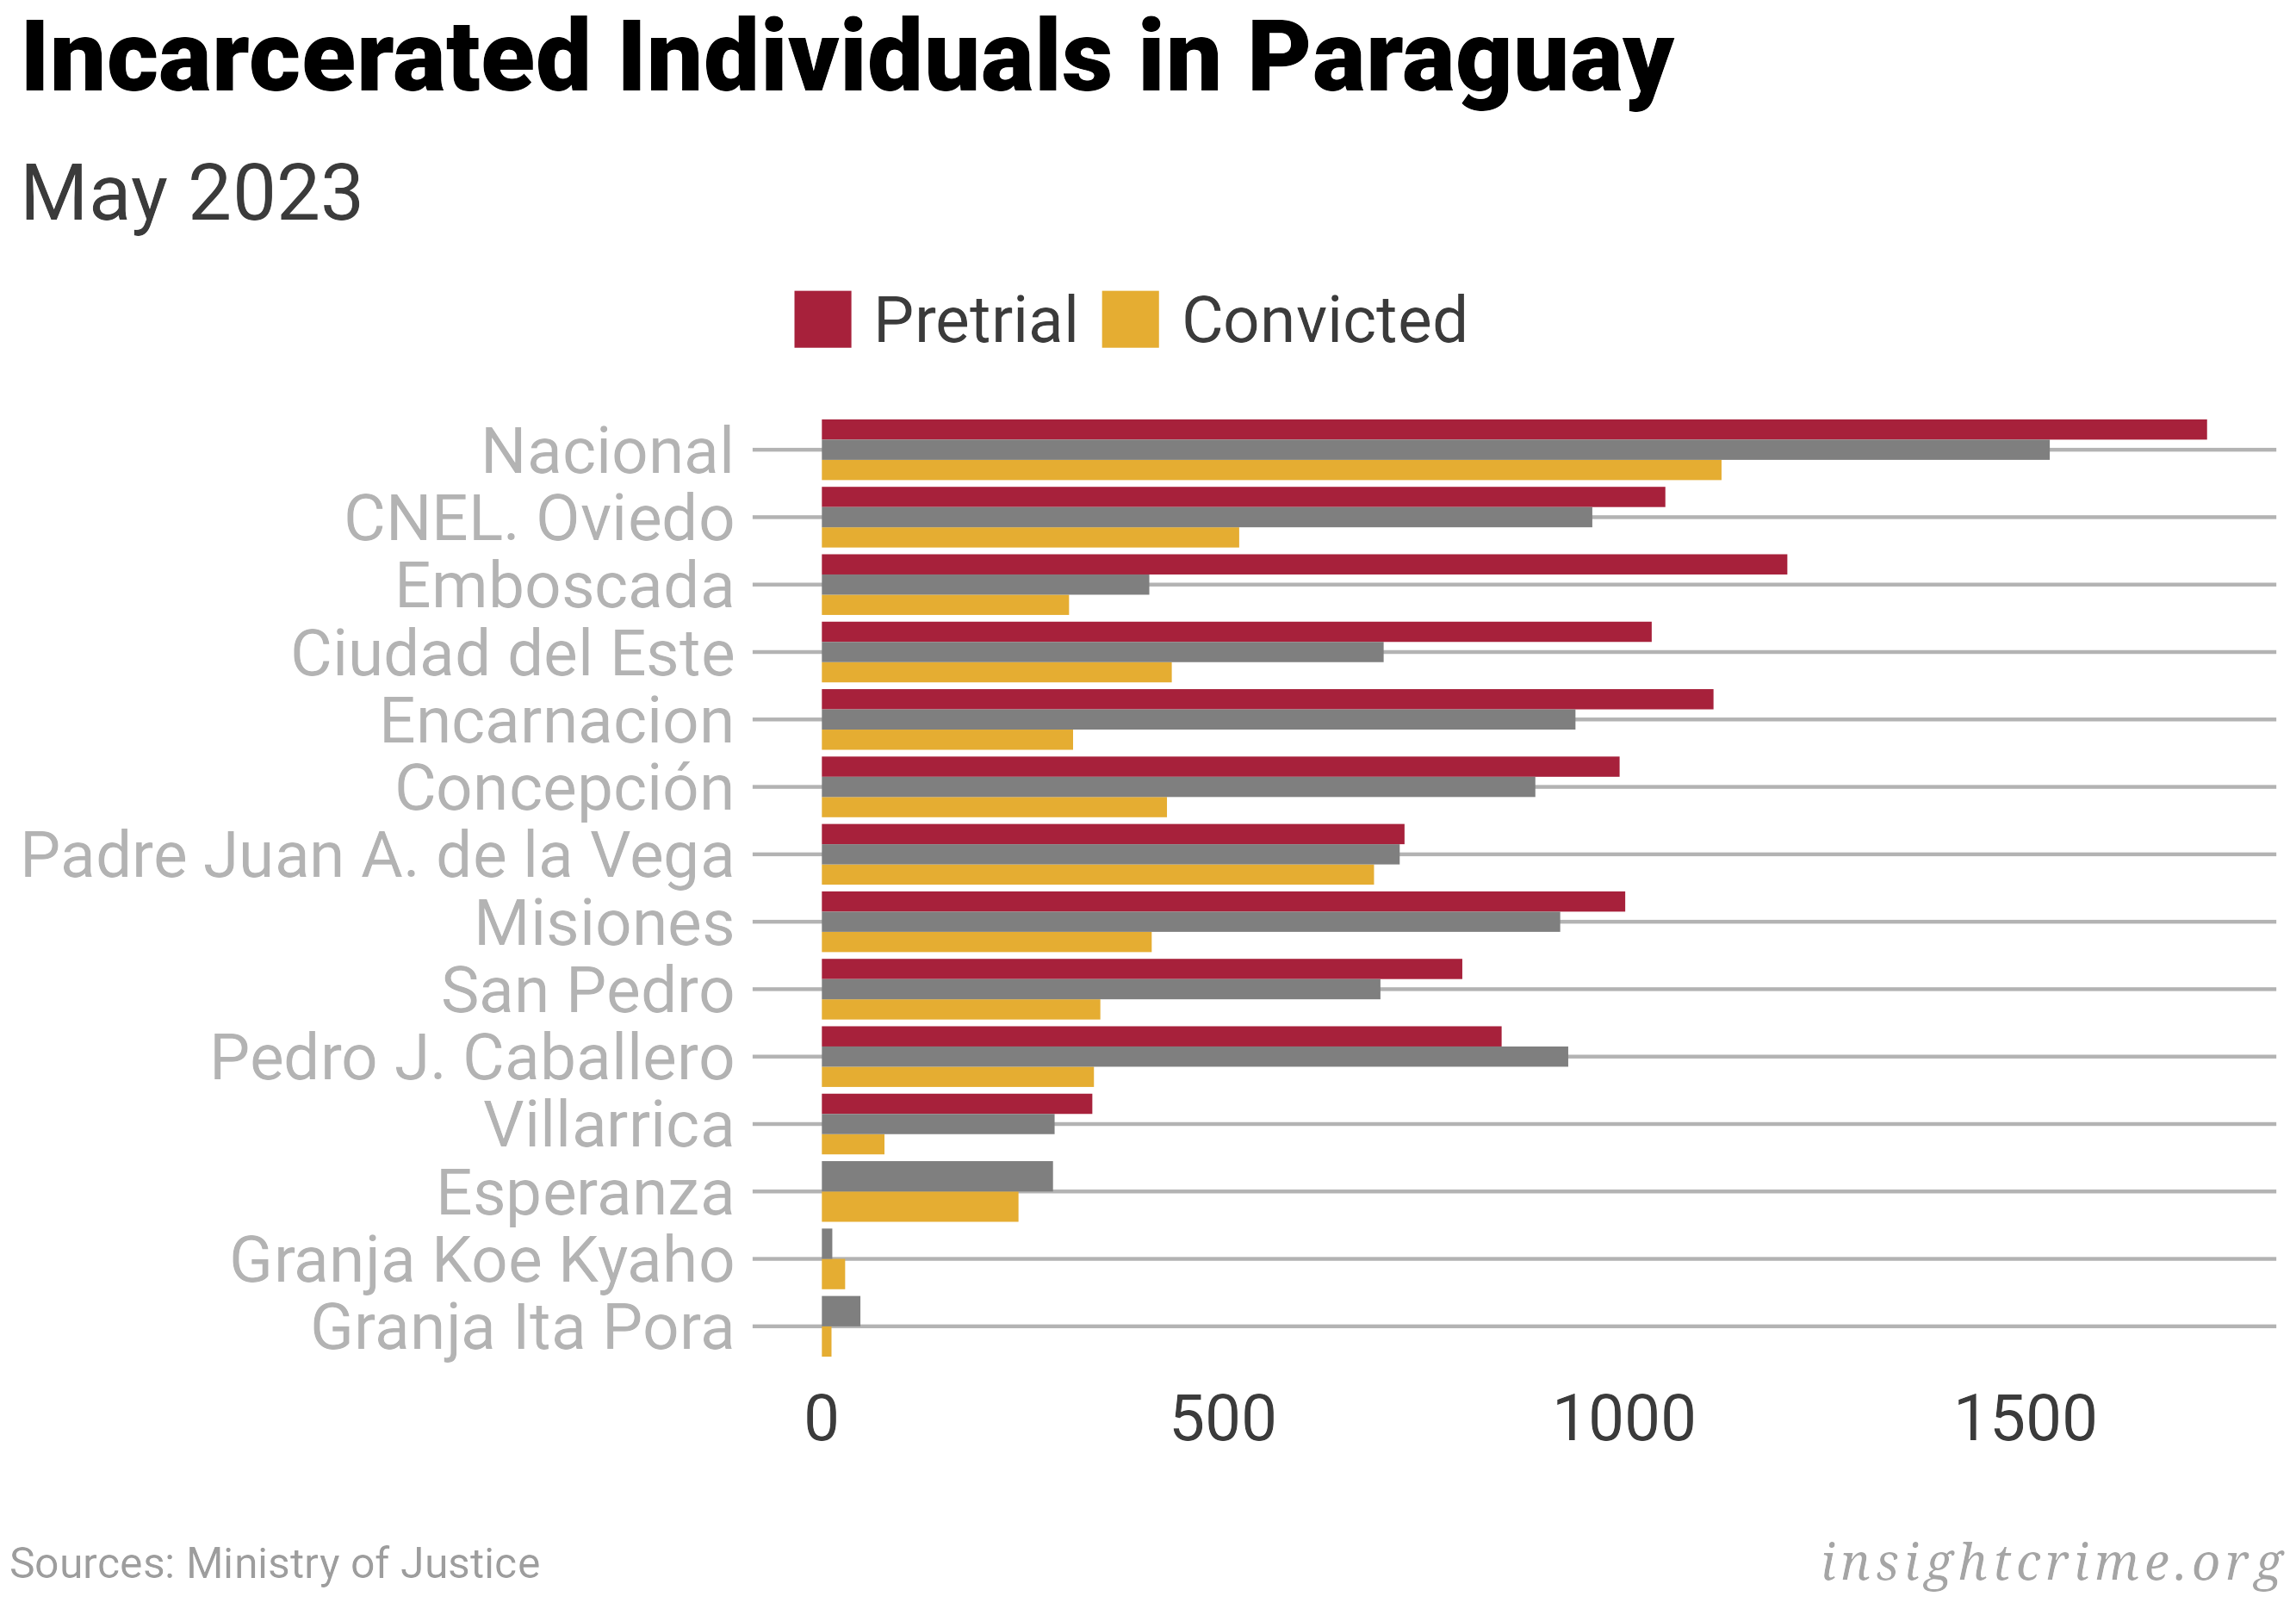 Incarcerated Individuals in Paraguay
May 2023
Pretrial Convicted
Nacional
CNEL. Oviedo
Emboscada
Ciudad del Este
Encarnacion
Concepción
Padre Juan A. de la Vega
Misiones
San Pedro
Pedro J. Caballero
Villarrica
Esperanza
Granja Koe Kyaho
Granja Ita Pora
0 500 1000 1500
Sources: Ministry of Justice
insightcrime.org